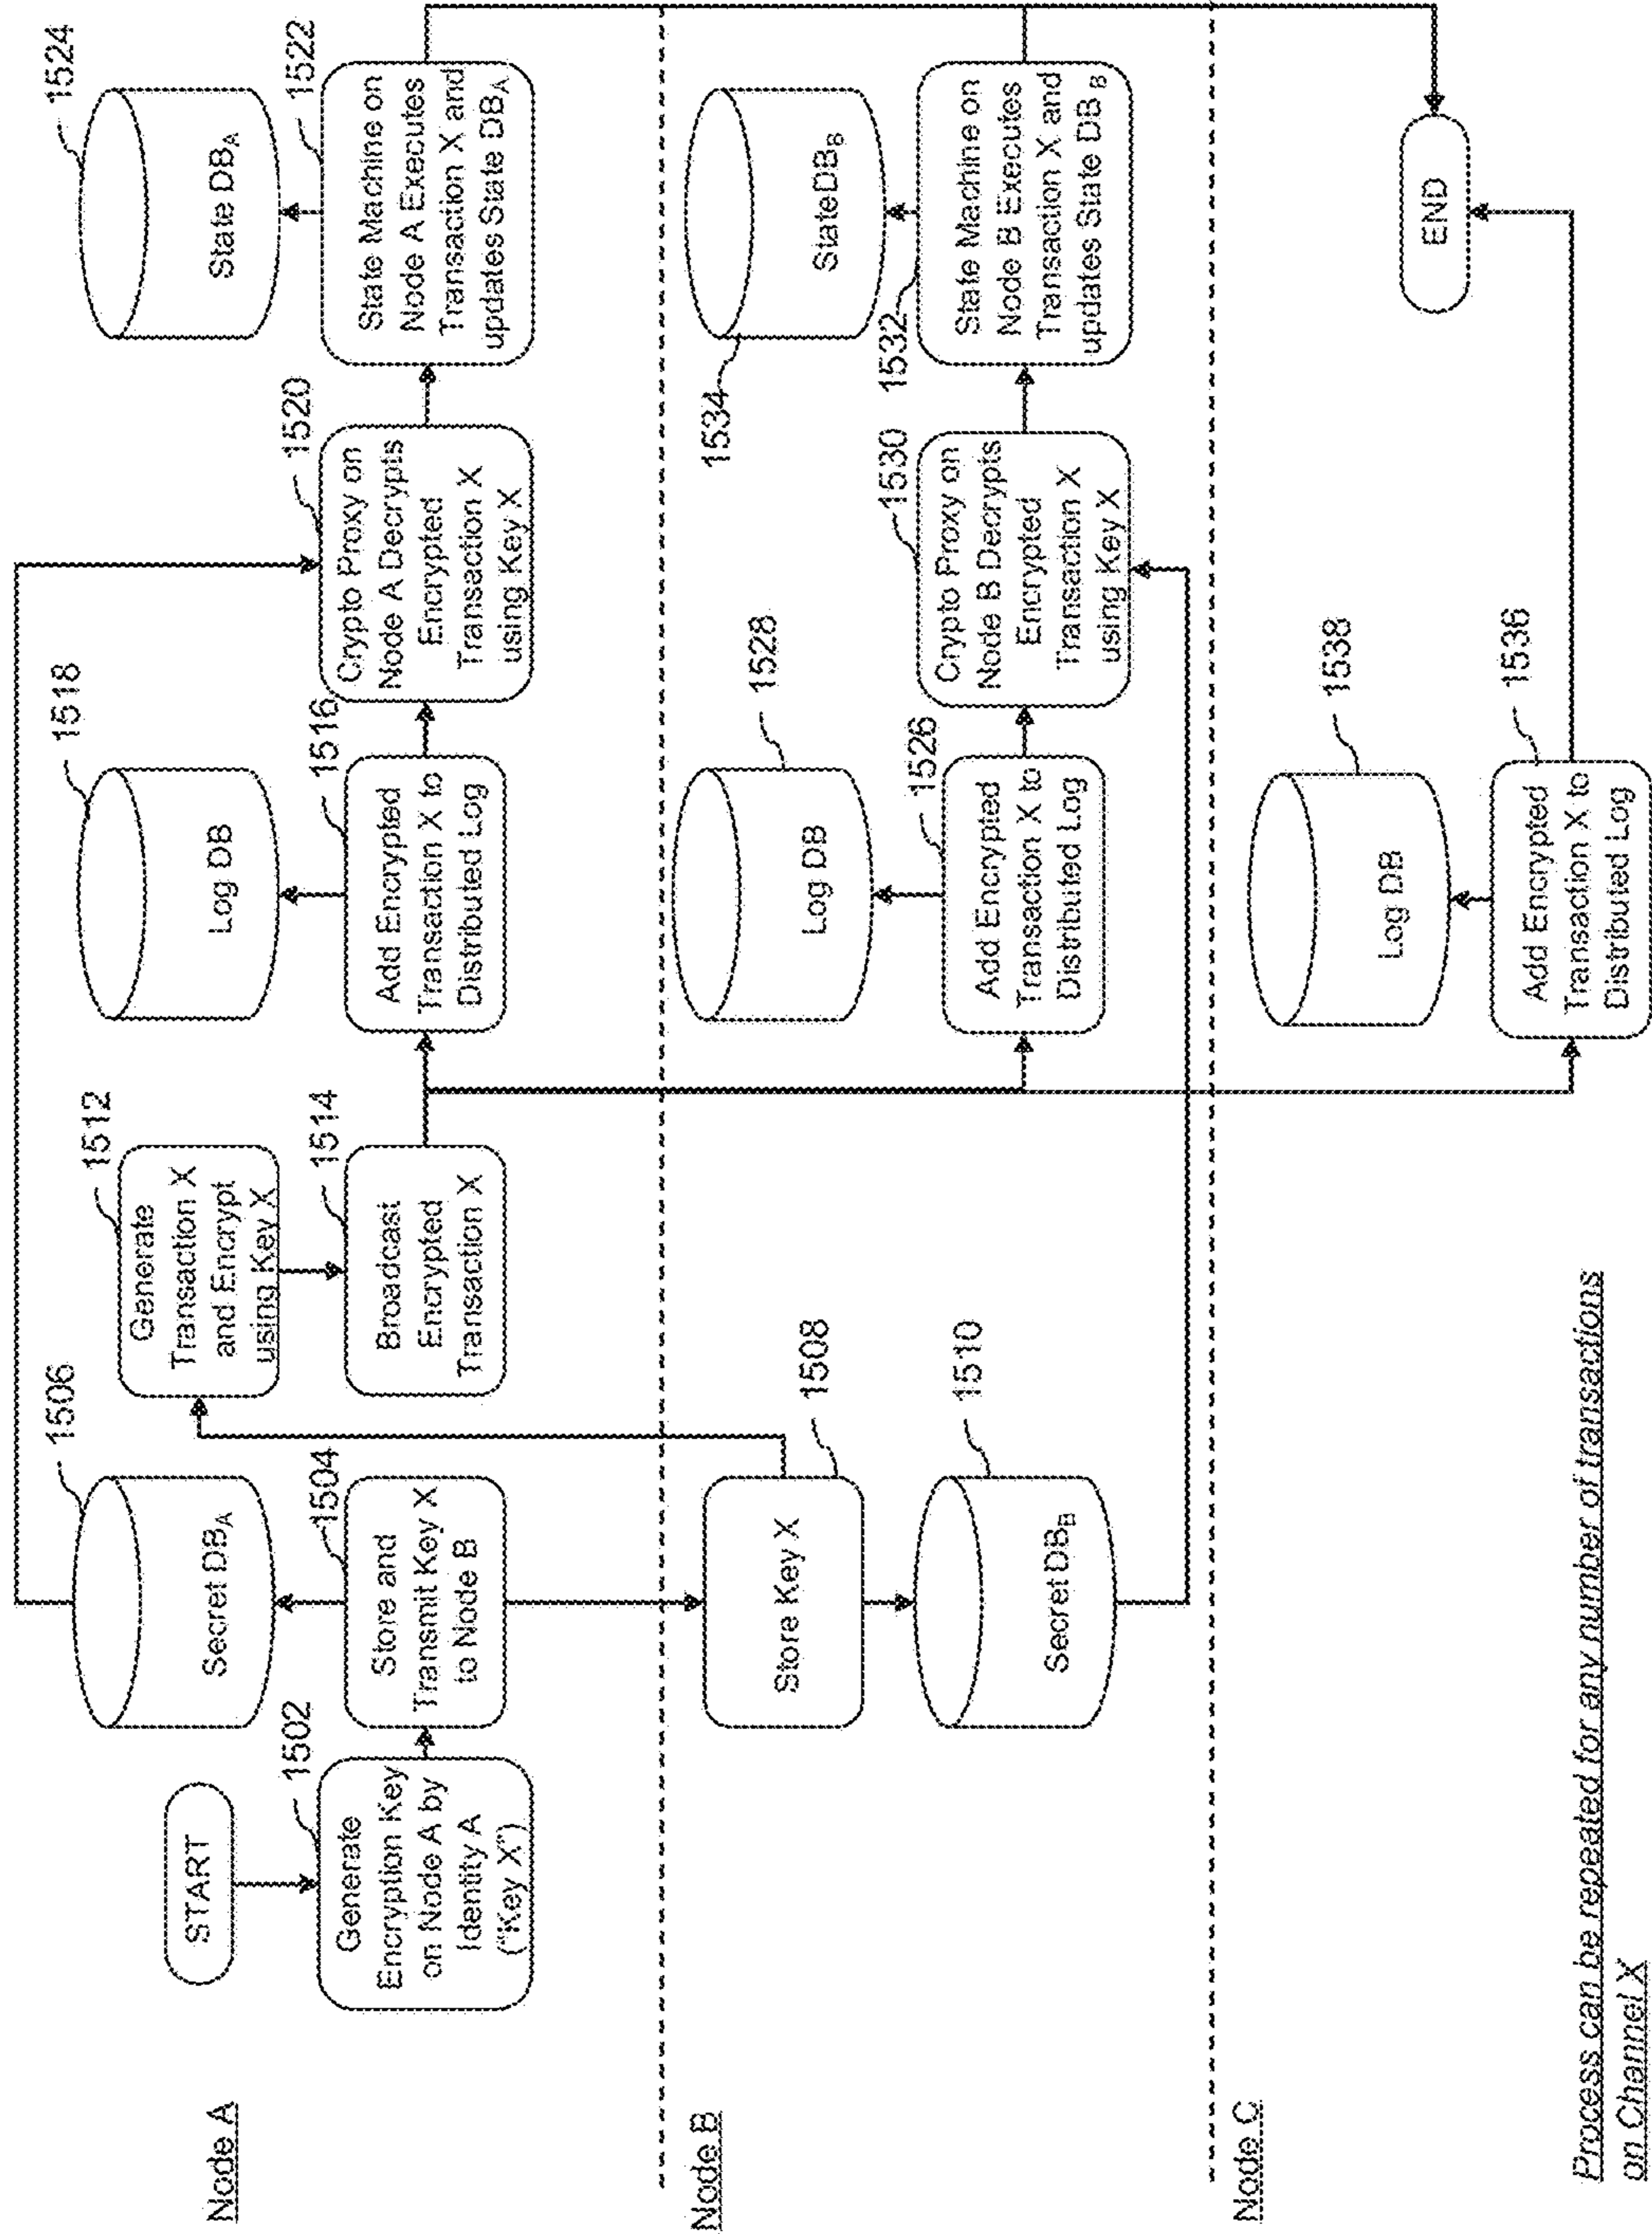 Node A
START
1502
Generate
Encryption Key
on Node A by
Identity A
("Key X")
1504
Store and
Transmit Key X
to Node B
1506
Secret DBA
1512
Generate
Transaction X
and Encrypt
using Key X
1514
Broadcast
Encrypted
Transaction X
1516
Add Encrypted
Transaction X to
Distributed Log
1518
Log DB
1520
Crypto Proxy on
Node A Decrypts
Encrypted
Transaction X
using Key X
1522
State Machine on
Node A Executes
Transaction X and
updates State DBA
1524
State DBA
Node B
1508
Store Key X
1510
Secret DBB
1526
Add Encrypted
Transaction X to
Distributed Log
1528
Log DB
1530
Crypto Proxy on
Node B Decrypts
Encrypted
Transaction X
using Key X
1532
State Machine on
Node B Executes
Transaction X and
updates State DB B
1534
StateDBB
Node C
1536
Add Encrypted
Transaction X to
Distributed Log
1538
Log DB
END
Process can be repeated for any number of transactions
on Channel X